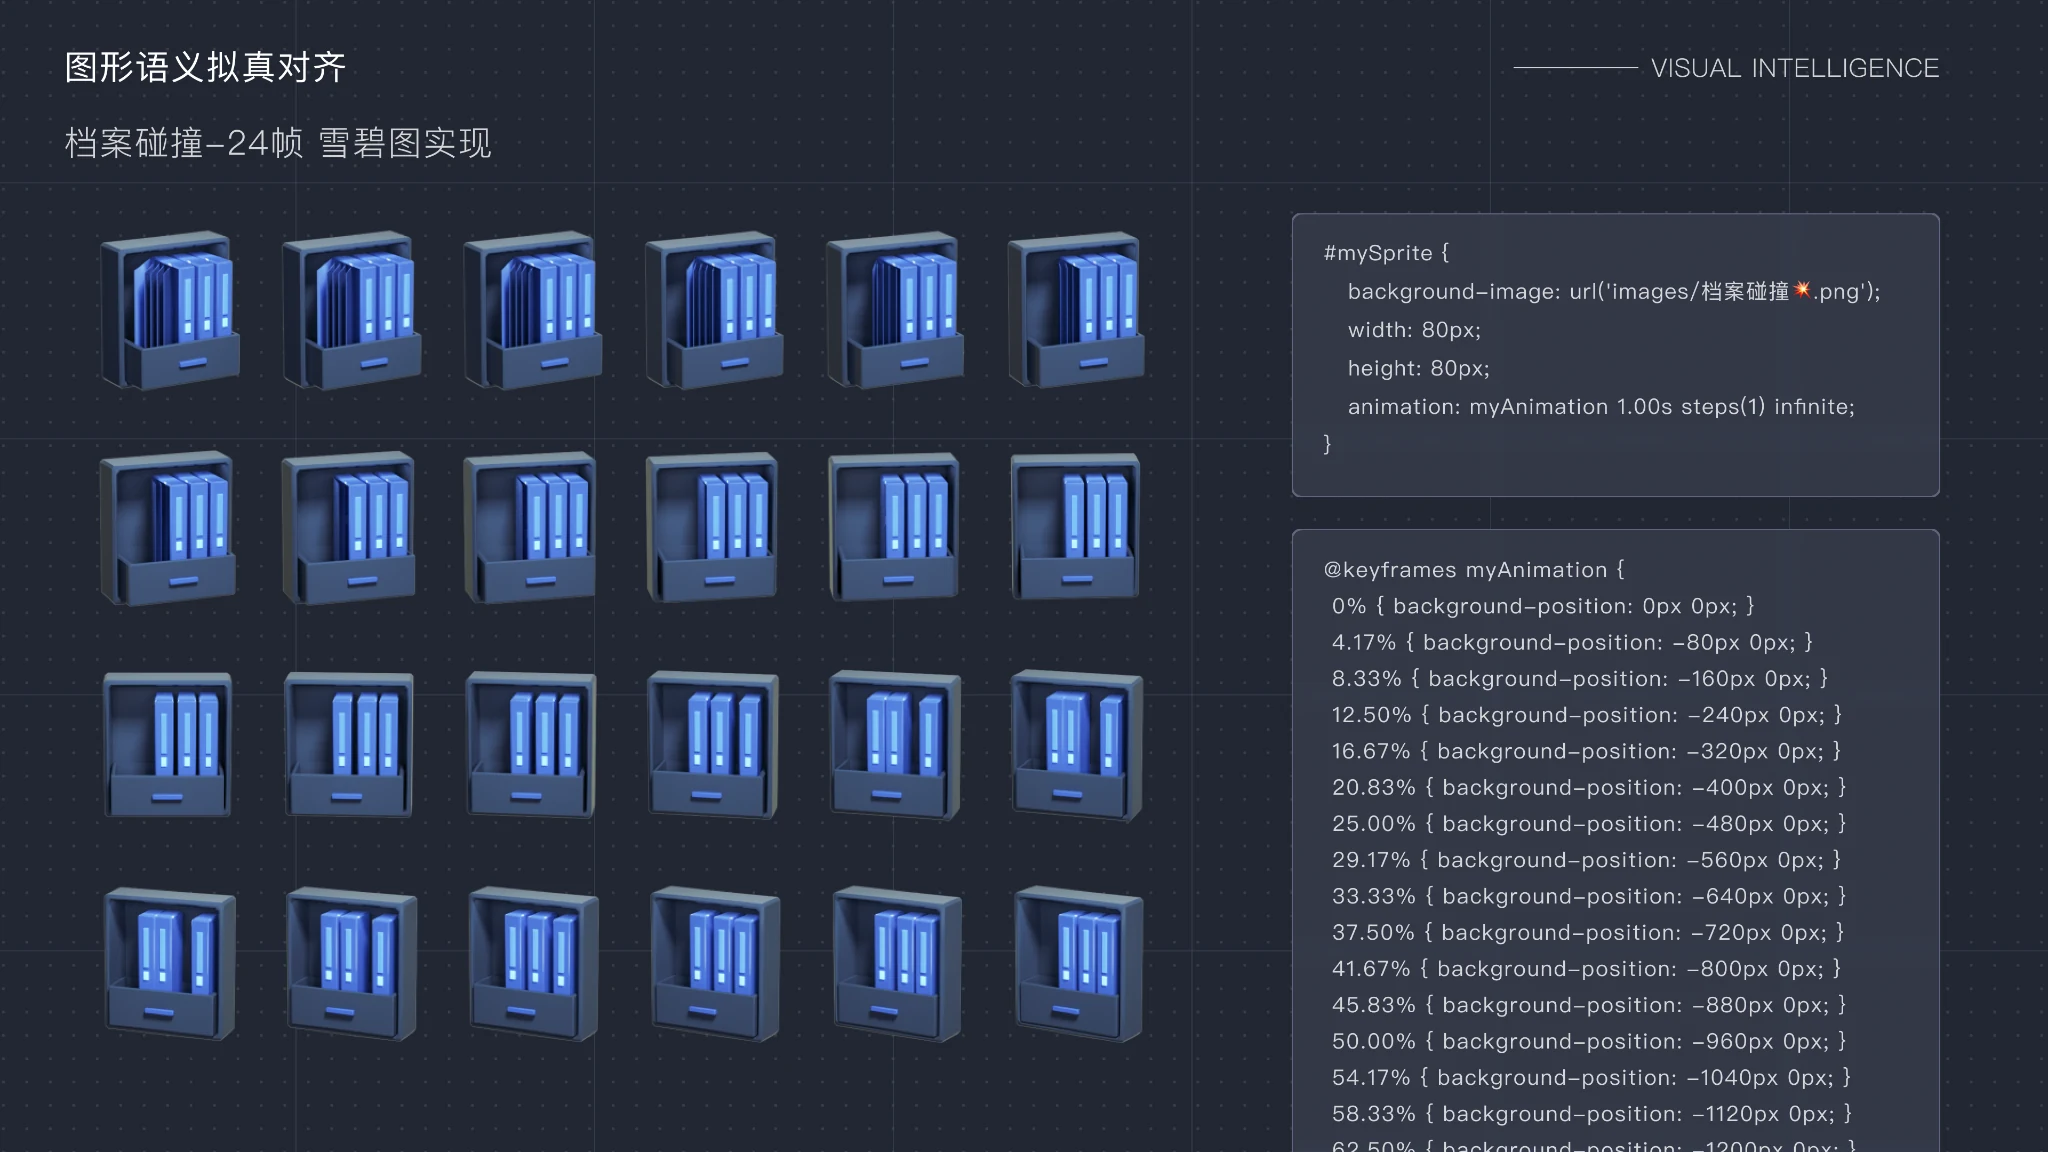 图形语义拟真对齐
VISUAL INTELLIGENCE
档案碰撞-24帧 雪碧图实现
#mySprite {
background-image: url('images/档案碰撞💥.png');
width: 80px;
height: 80px;
animation: myAnimation 1.00s steps(1) infinite;
}
@keyframes myAnimation {
0% { background-position: 0px 0px; }
4.17% { background-position: -80px 0px; }
8.33% { background-position: -160px 0px; }
12.50% { background-position: -240px 0px; }
16.67% { background-position: -320px 0px; }
20.83% { background-position: -400px 0px; }
25.00% { background-position: -480px 0px; }
29.17% { background-position: -560px 0px; }
33.33% { background-position: -640px 0px; }
37.50% { background-position: -720px 0px; }
41.67% { background-position: -800px 0px; }
45.83% { background-position: -880px 0px; }
50.00% { background-position: -960px 0px; }
54.17% { background-position: -1040px 0px; }
58.33% { background-position: -1120px 0px; }
62.50% { background-position: -1200px 0px; }